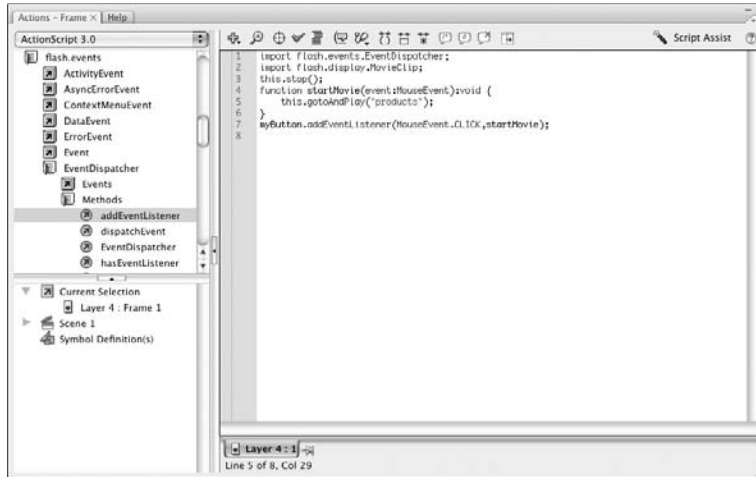 Actions – Frame × Help
ActionScript 3.0
Script Assist
flash.events
ActivityEvent
AsyncErrorEvent
ContextMenuEvent
DataEvent
ErrorEvent
Event
EventDispatcher
Events
Methods
addEventListener
dispatchEvent
EventDispatcher
hasEventListener
Current Selection
Layer 4 : Frame 1
Scene 1
Symbol Definition(s)
1 import flash.events.EventDispatcher;
2 import flash.display.MovieClip;
3 this.stop();
4 function startMovie(event:MouseEvent):void {
5 this.gotoAndPlay("products");
6 }
7 myButton.addEventListener(MouseEvent.CLICK,startMovie);
8
Layer 4 : 1
Line 5 of 8, Col 29